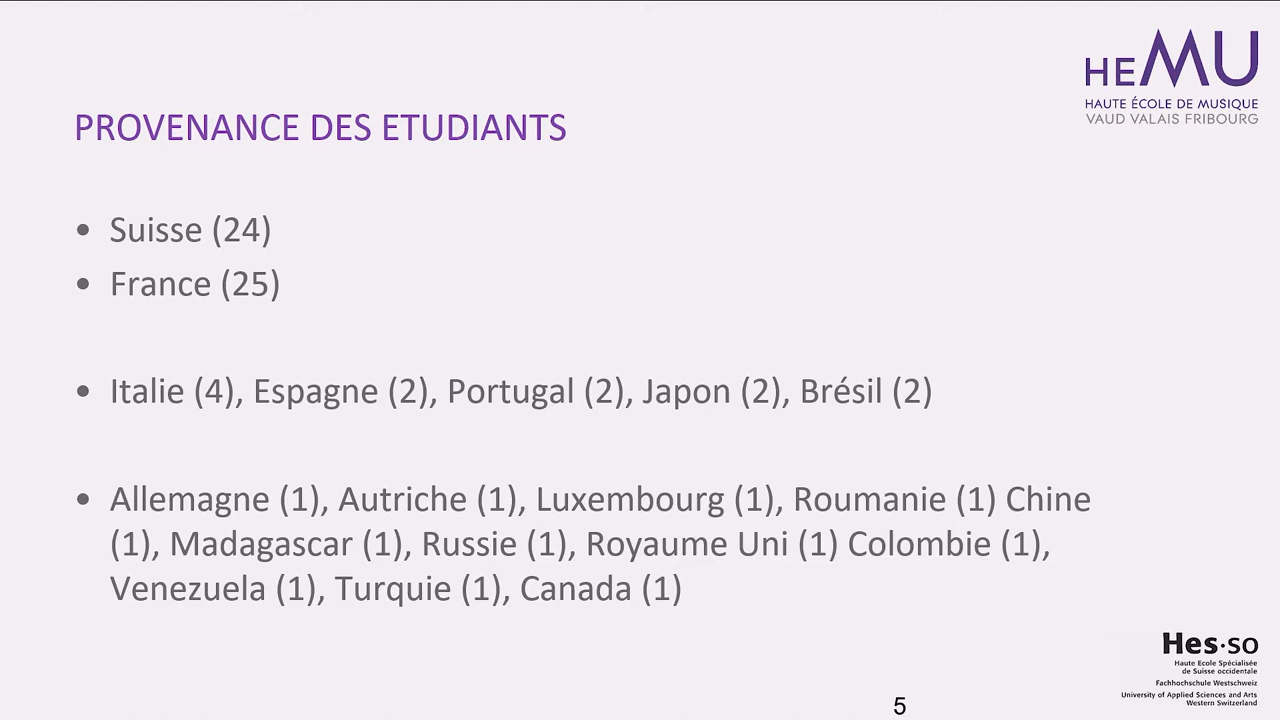 HEMU
HAUTE ÉCOLE DE MUSIQUE
VAUD VALAIS FRIBOURG
PROVENANCE DES ETUDIANTS
• Suisse (24)
• France (25)
• Italie (4), Espagne (2), Portugal (2), Japon (2), Brésil (2)
• Allemagne (1), Autriche (1), Luxembourg (1), Roumanie (1) Chine
(1), Madagascar (1), Russie (1), Royaume Uni (1) Colombie (1),
Venezuela (1), Turquie (1), Canada (1)
Hes·so
Haute Ecole Spécialisée
de Suisse occidentale
Fachhochschule Westschweiz
University of Applied Sciences and Arts
Western Switzerland
5